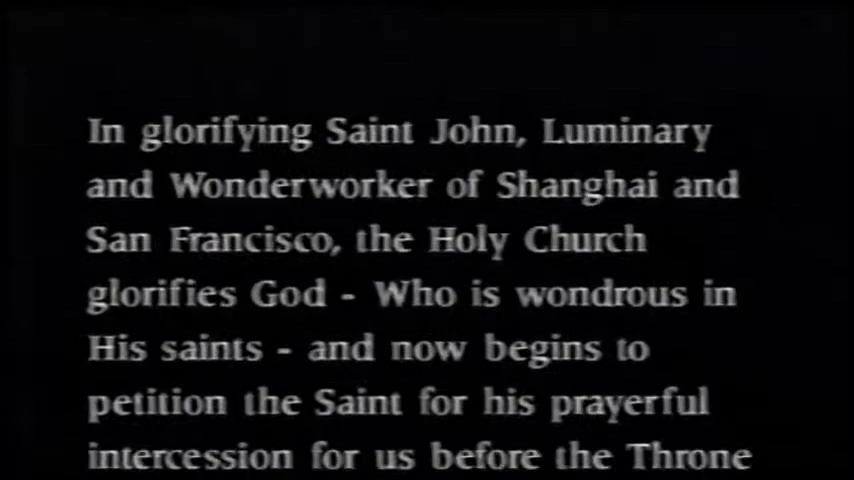 In glorifying Saint John, Luminary
and Wonderworker of Shanghai and
San Francisco, the Holy Church
glorifies God - Who is wondrous in
His saints - and now begins to
petition the Saint for his prayerful
intercession for us before the Throne